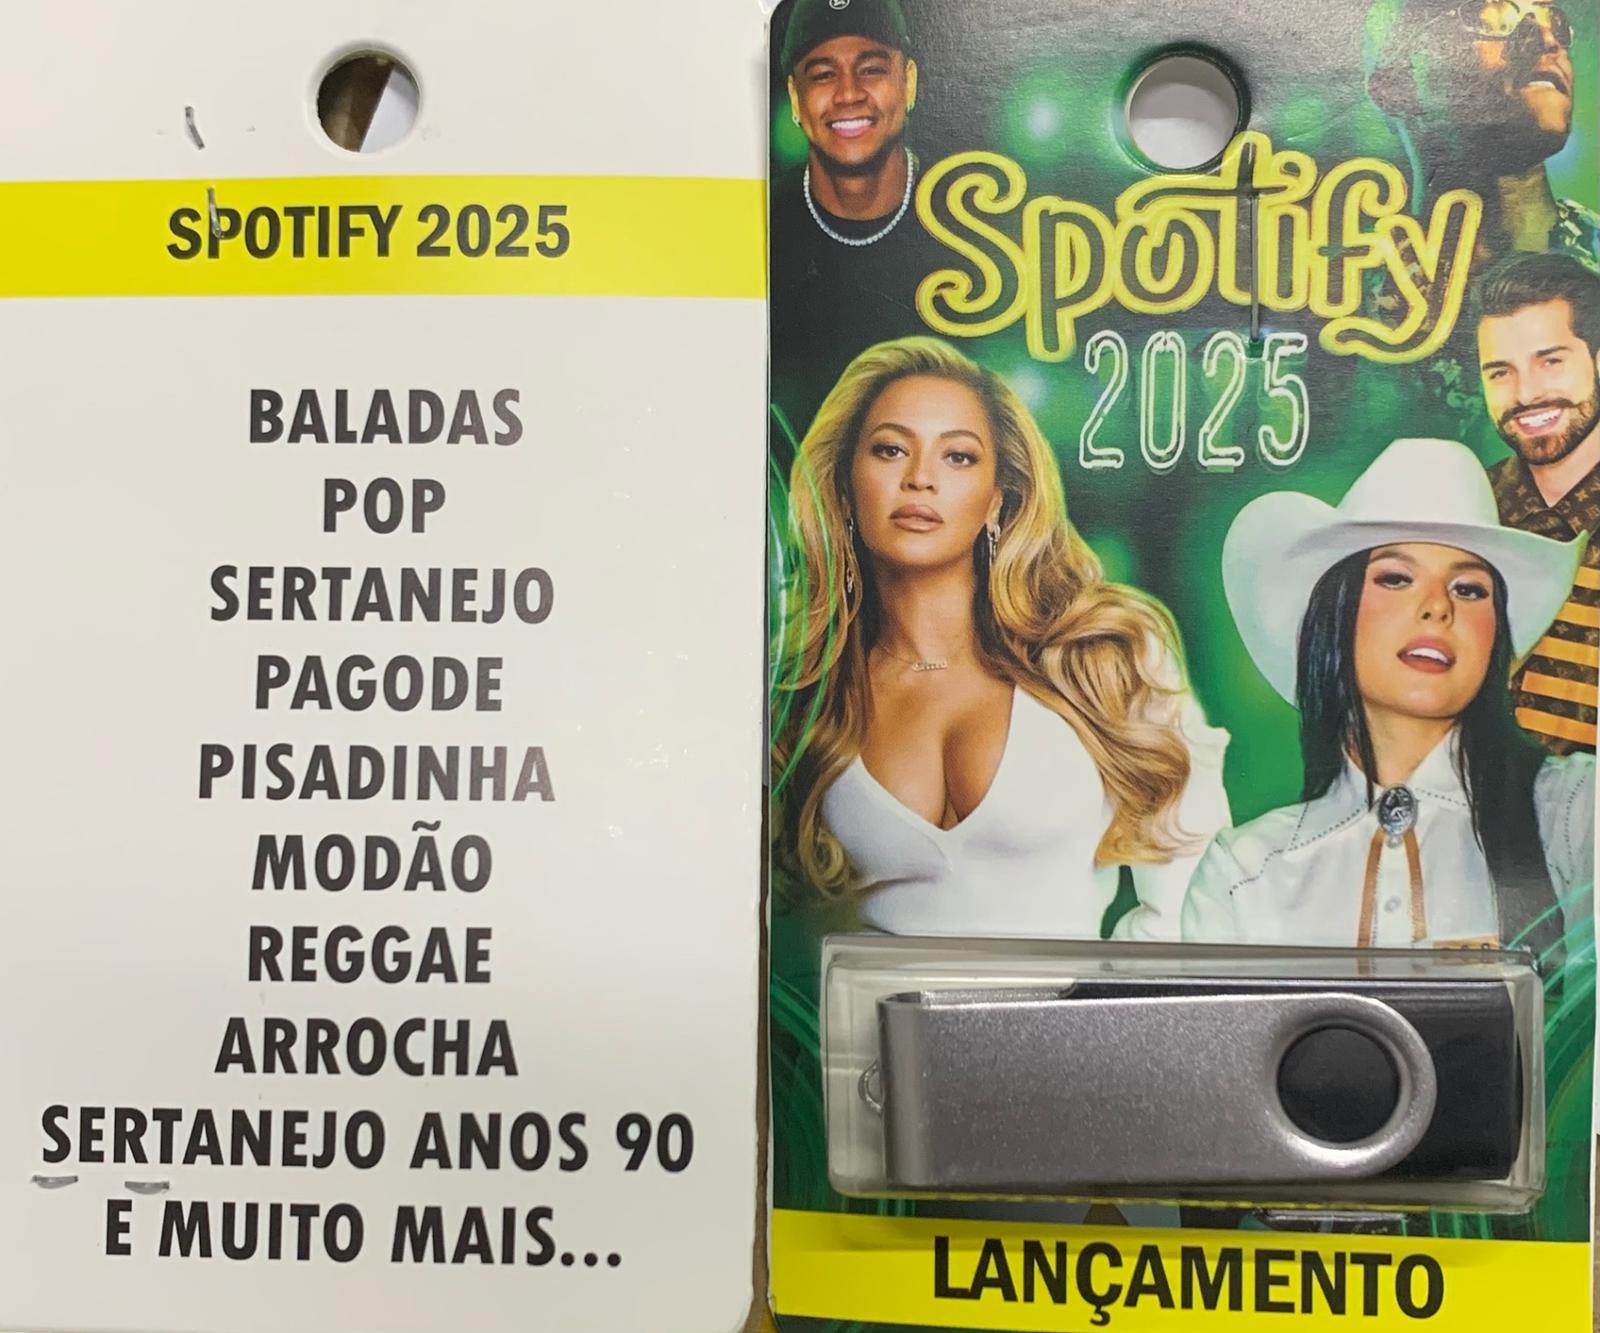 SPOTIFY 2025
BALADAS
POP
SERTANEJO
PAGODE
PISADINHA
MODÃO
REGGAE
ARROCHA
SERTANEJO ANOS 90
E MUITO MAIS...
Spotify
2025
LANÇAMENTO